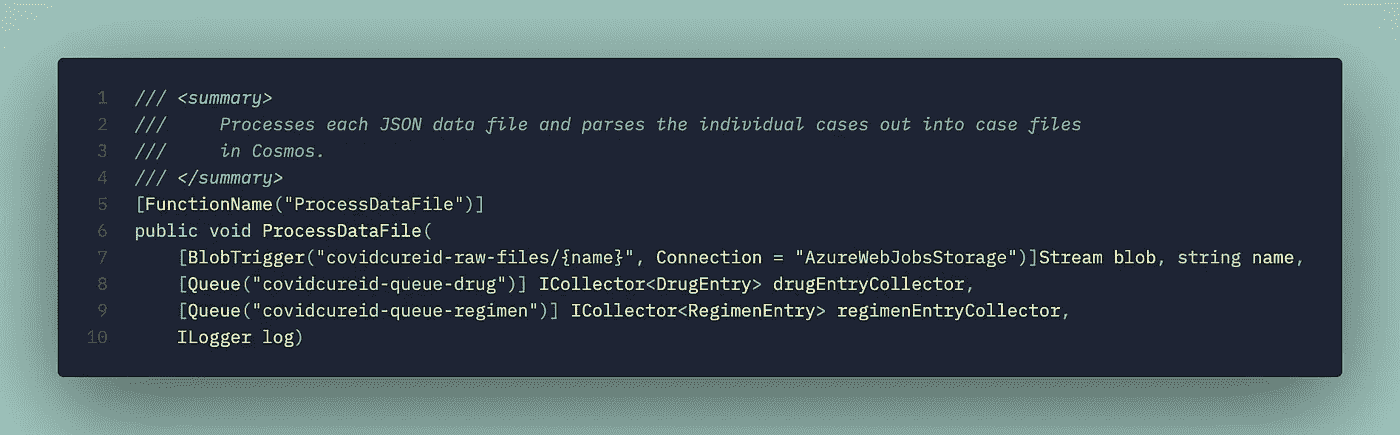 1 /// <summary>
2 ///     Processes each JSON data file and parses the individual cases out into case files
3 ///     in Cosmos.
4 /// </summary>
5 [FunctionName("ProcessDataFile")]
6 public void ProcessDataFile(
7     [BlobTrigger("covidcureid-raw-files/{name}", Connection = "AzureWebJobsStorage")]Stream blob, string name,
8     [Queue("covidcureid-queue-drug")] ICollector<DrugEntry> drugEntryCollector,
9     [Queue("covidcureid-queue-regimen")] ICollector<RegimenEntry> regimenEntryCollector,
10     ILogger log)